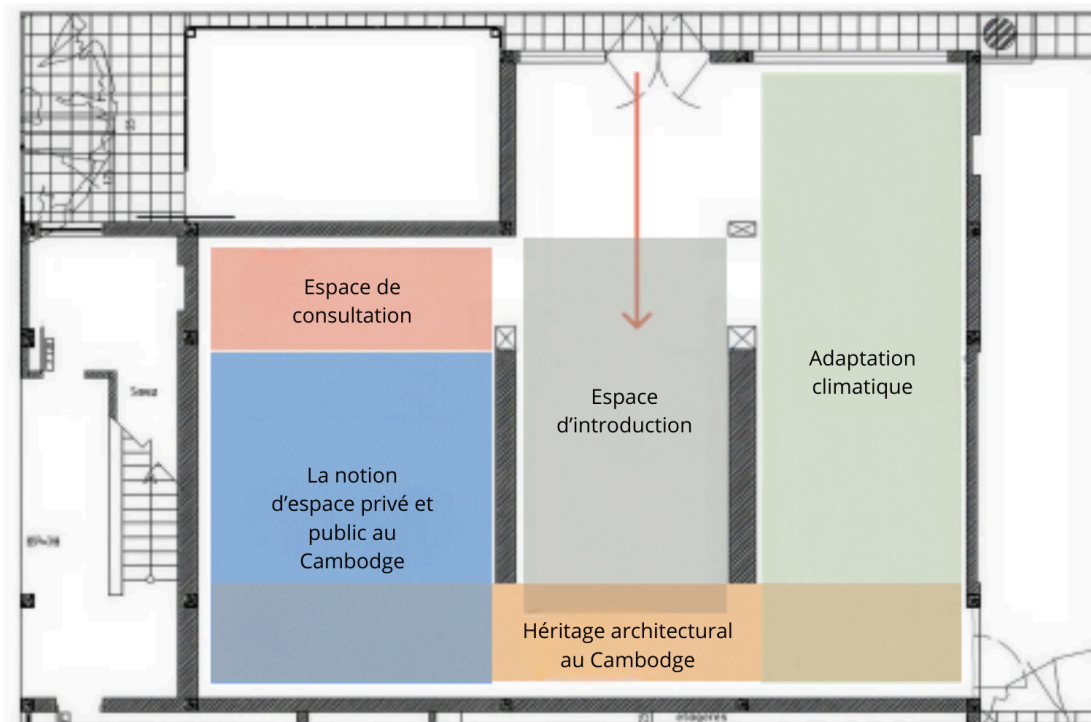 Espace de
consultation
Espace
d’introduction
Adaptation
climatique
La notion
d’espace privé et
public au
Cambodge
Héritage architectural
au Cambodge
étagères